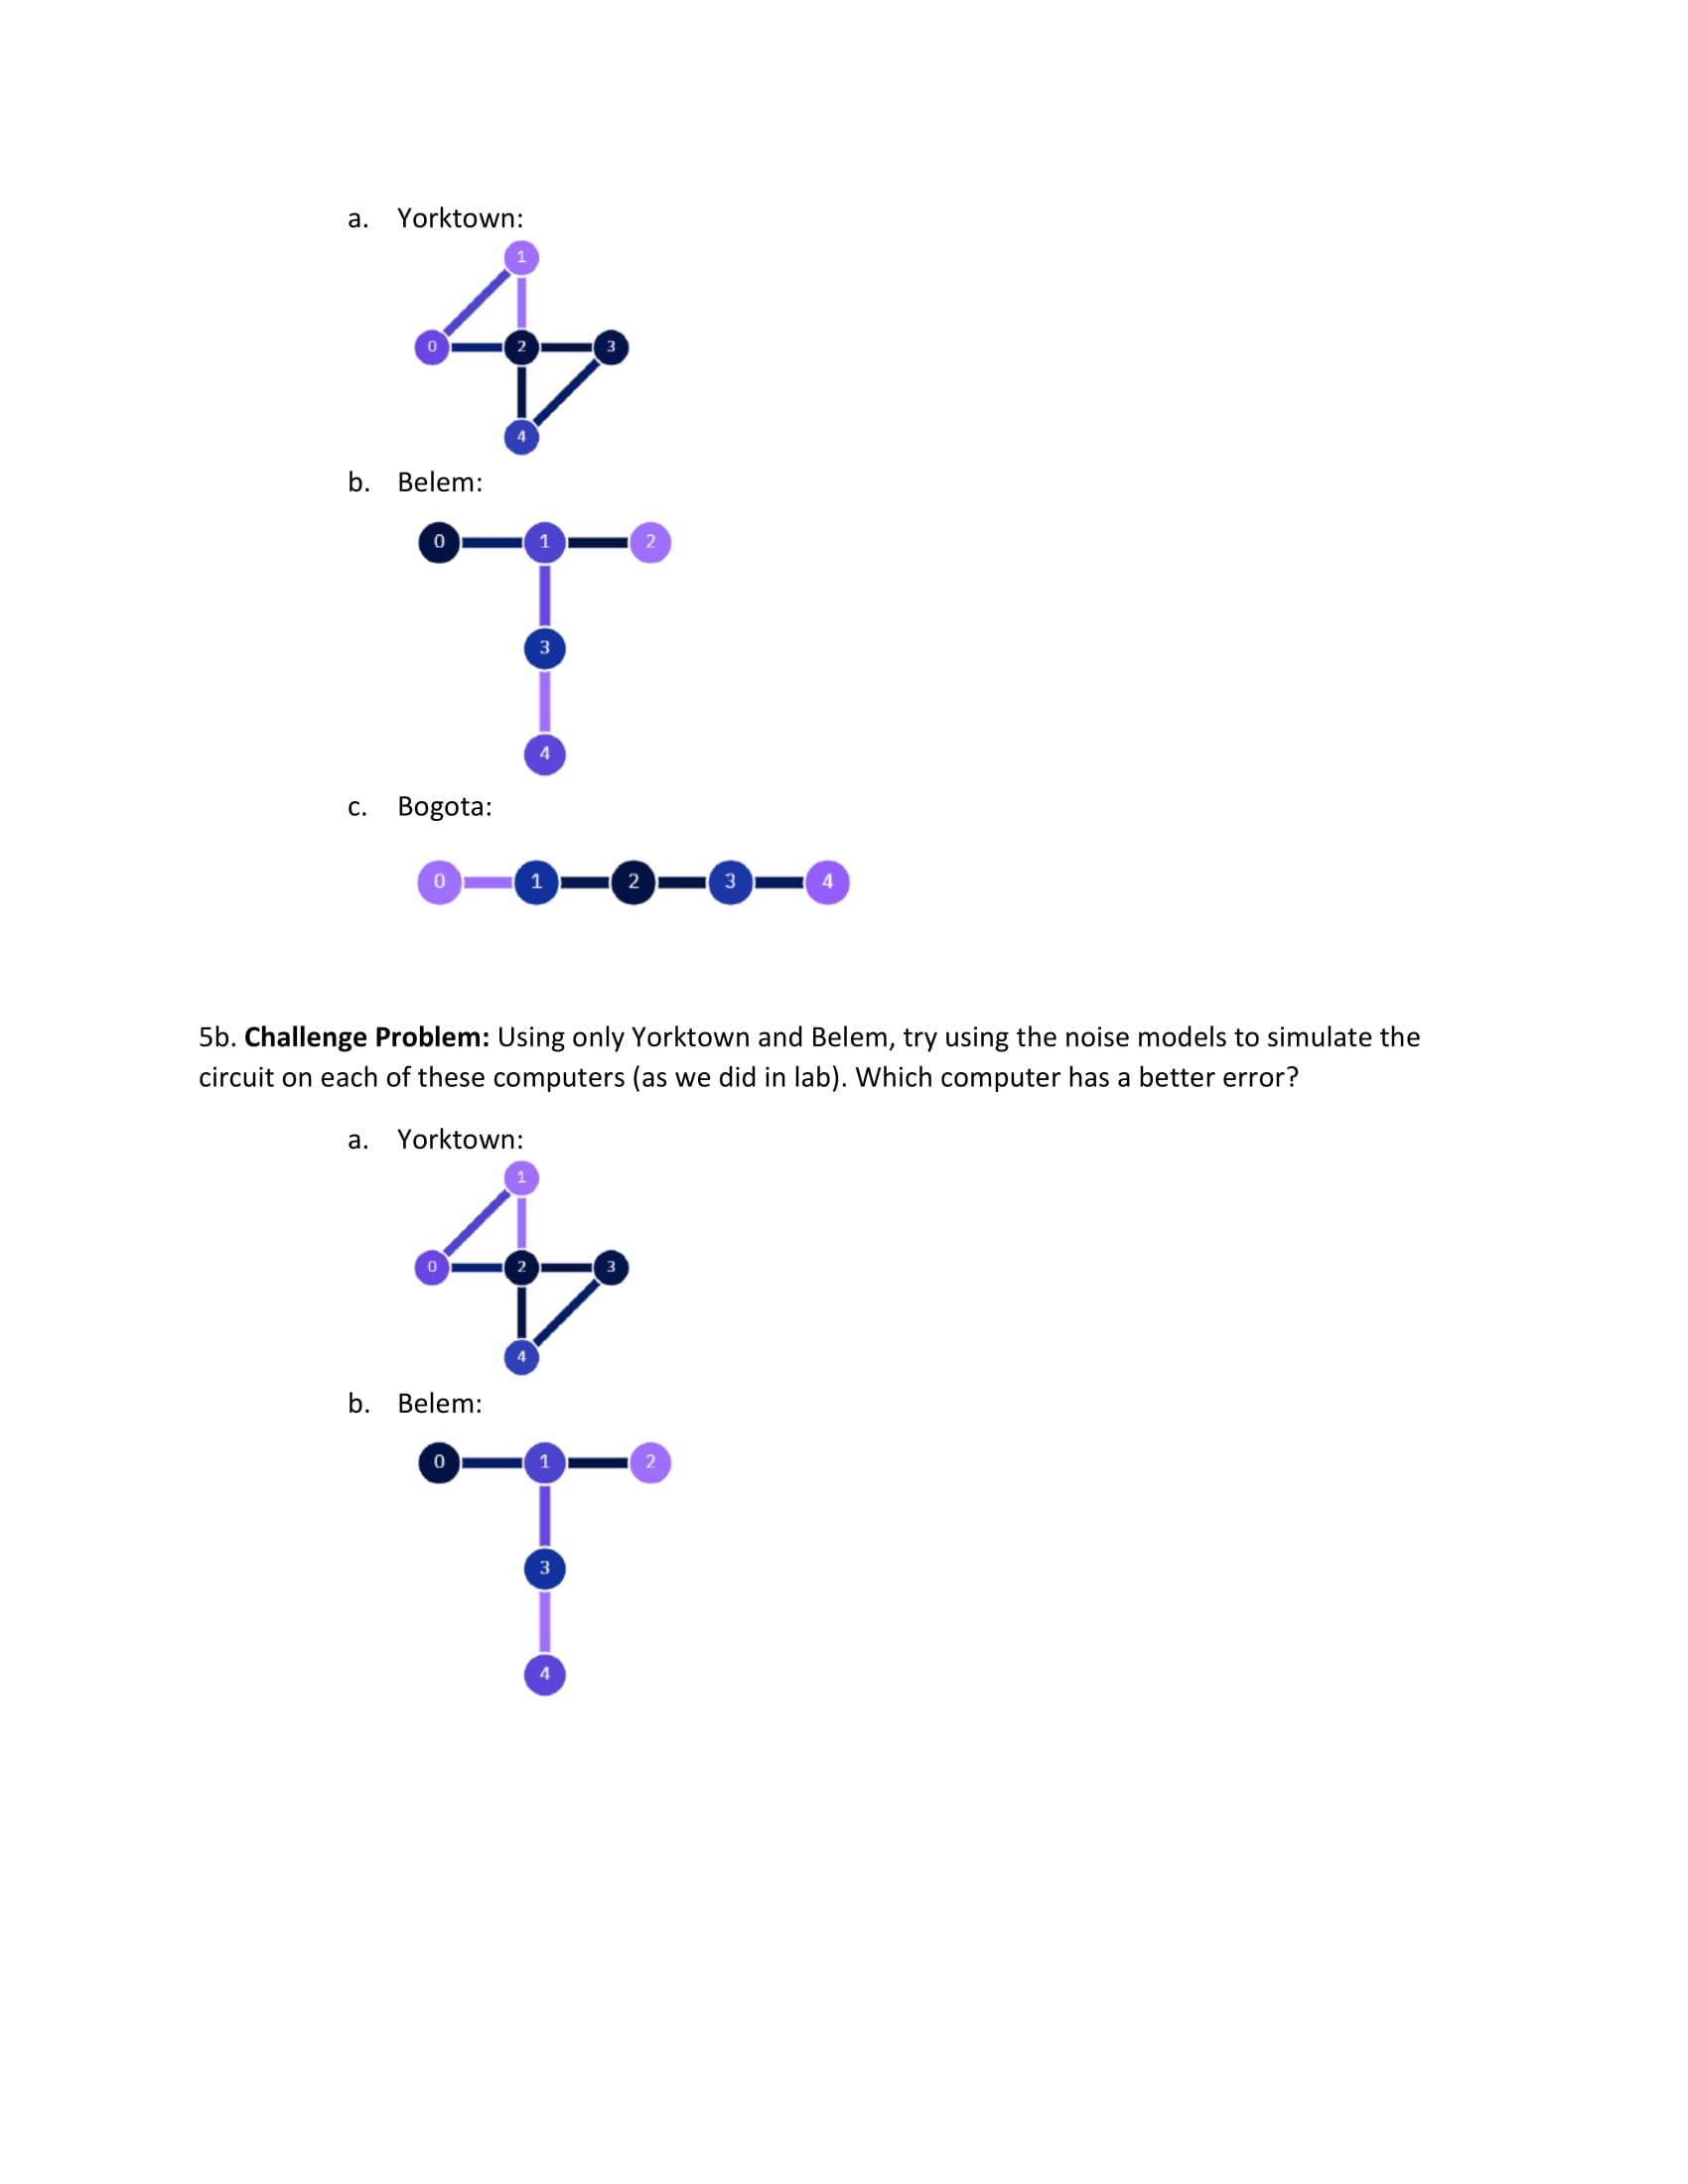 a. Yorktown:
1
0 2 3
4
b. Belem:
0 1 2
3
4
c. Bogota:
0 1 2 3 4
5b. Challenge Problem: Using only Yorktown and Belem, try using the noise models to simulate the
circuit on each of these computers (as we did in lab). Which computer has a better error?
a. Yorktown:
1
0 2 3
4
b. Belem:
0 1 2
3
4